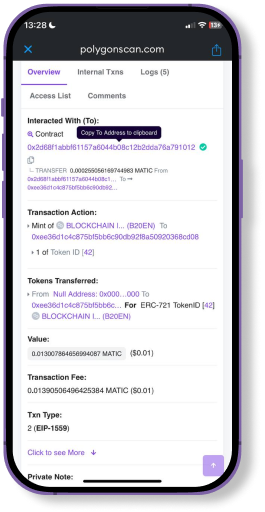 13:28
13
polygonscan.com
Overview Internal Txns Logs (5)
Access List Comments
Interacted With (To):
Contract
Copy To Address to clipboard
0x2d68f1abbf61157a6044b08c12b2dda76a791012
TRANSFER 0.000255056169744983 MATIC From
0x2d68f1abbf61157a6044b08c1... To →
0xee36d1c4c875bf5bb6c90db92...
Transaction Action:
Mint of BLOCKCHAIN I... (B20EN) To
0xee36d1c4c875bf5bb6c90db92f8a50920368cd08
1 of Token ID [42]
Tokens Transferred:
From Null Address: 0x000...000 To
0xee36d1c4c875bf5bb6c... For ERC-721 TokenID [42]
BLOCKCHAIN I... (B20EN)
Value:
0.013007864656994087 MATIC ($0.01)
Transaction Fee:
0.01390506496425384 MATIC ($0.01)
Txn Type:
2 (EIP-1559)
Click to see More
Private Note: